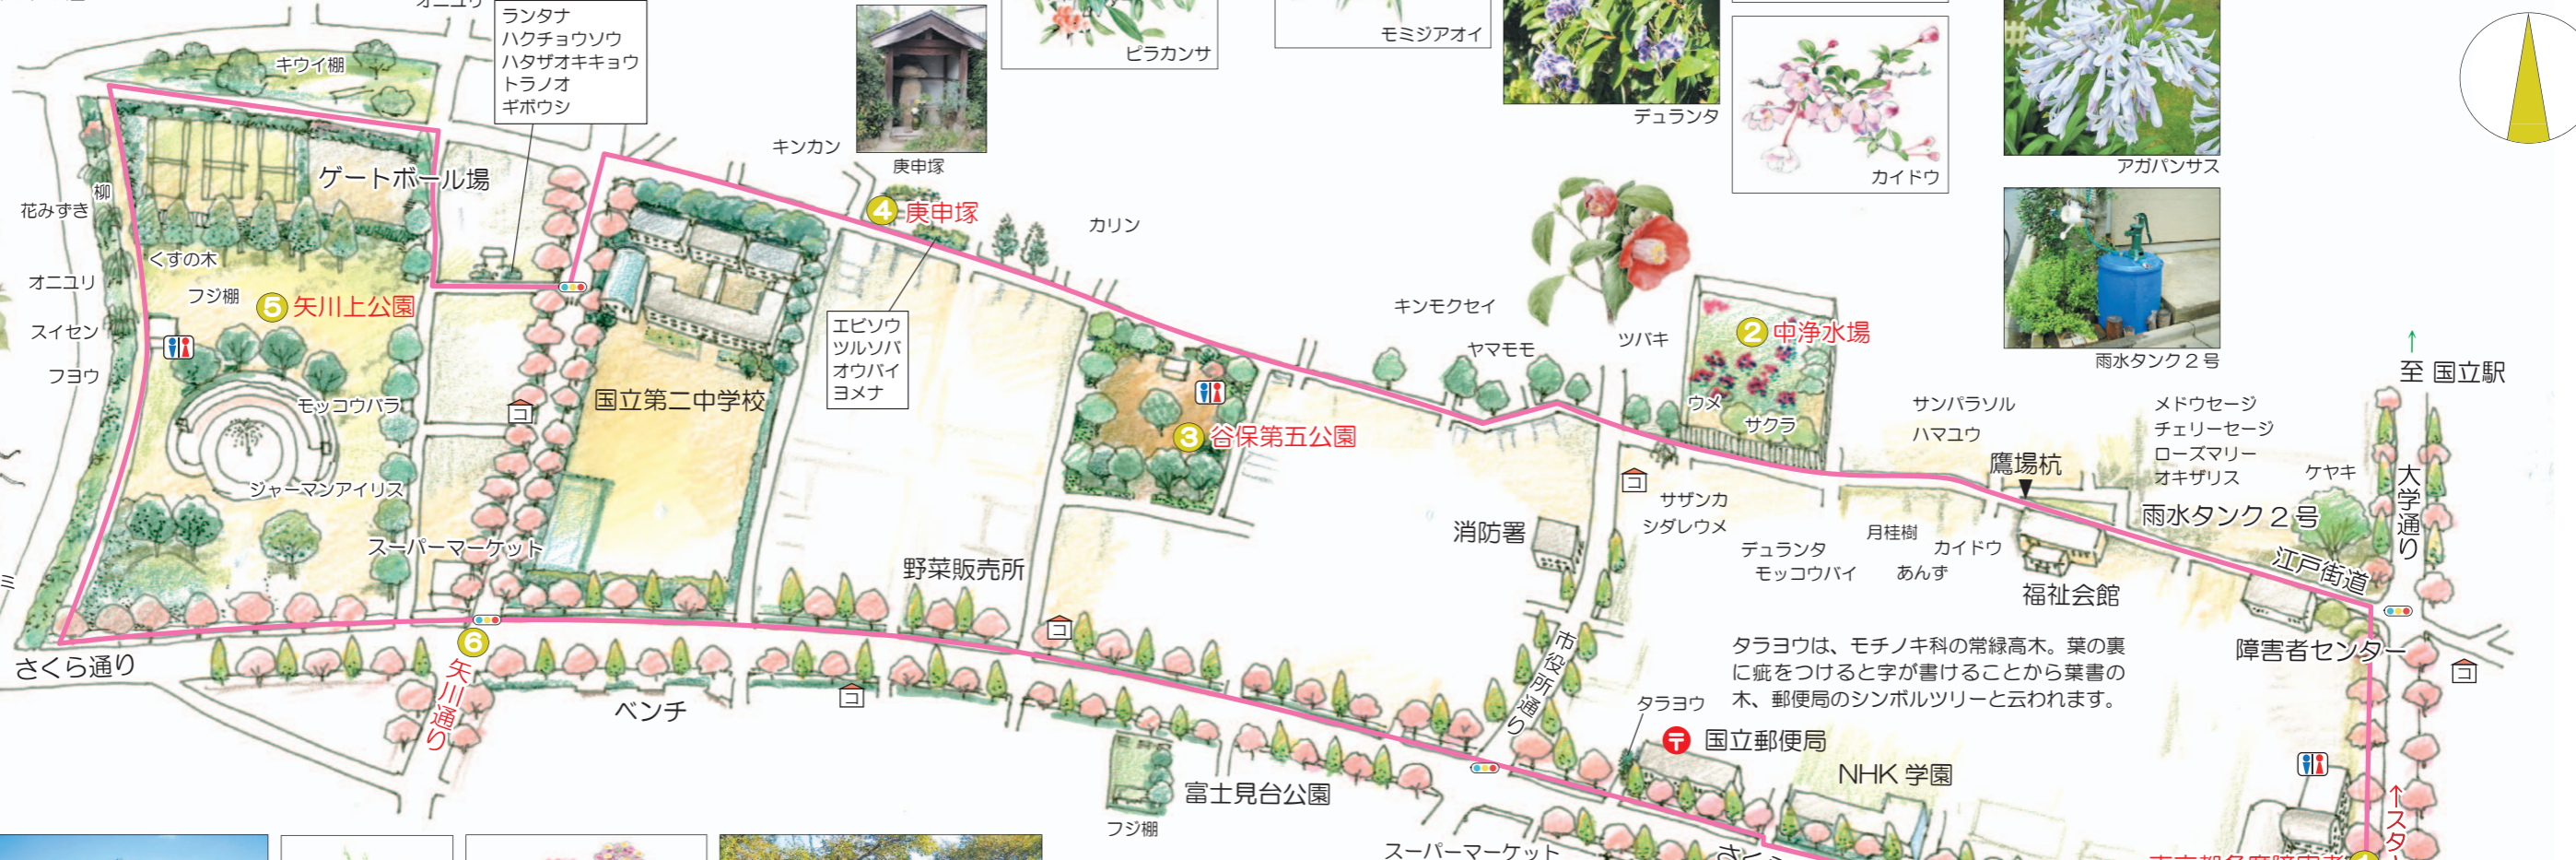 ランタナ
ハクチョウソウ
ハタザオキキョウ
トラノオ
ギボウシ
ピラカンサ
モミジアオイ
デュランタ
カイドウ
アガパンサス
庚申塚
雨水タンク2号
キウイ棚
ゲートボール場
柳
花みずき
くすの木
オニユリ
フジ棚
5 矢川上公園
スイセン
フヨウ
モッコウバラ
ジャーマンアイリス
スーパーマーケット
コ
国立第二中学校
キンカン
4 庚申塚
カリン
エビソウ
ツルソバ
オウバイ
ヨメナ
3 谷保第五公園
野菜販売所
コ
キンモクセイ
ヤマモモ
ツバキ
2 中浄水場
ウメ
サクラ
コ
サザンカ
シダレウメ
消防署
サンパラソル
ハマユウ
鷹場杭
メドウセージ
チェリーセージ
ローズマリー
オキザリス
ケヤキ
雨水タンク2号
江戸街道
大学通り
↑
至 国立駅
デュランタ
モッコウバイ
月桂樹
カイドウ
あんず
福祉会館
障害者センター
コ
タラヨウは、モチノキ科の常緑高木。葉の裏
に疵をつけると字が書けることから葉書の
木、郵便局のシンボルツリーと云われます。
さくら通り
6 矢川通り
ベンチ
コ
フジ棚
富士見台公園
市役所通り
タラヨウ
〒 国立郵便局
NHK 学園
スーパーマーケット
さくら
↑スタ